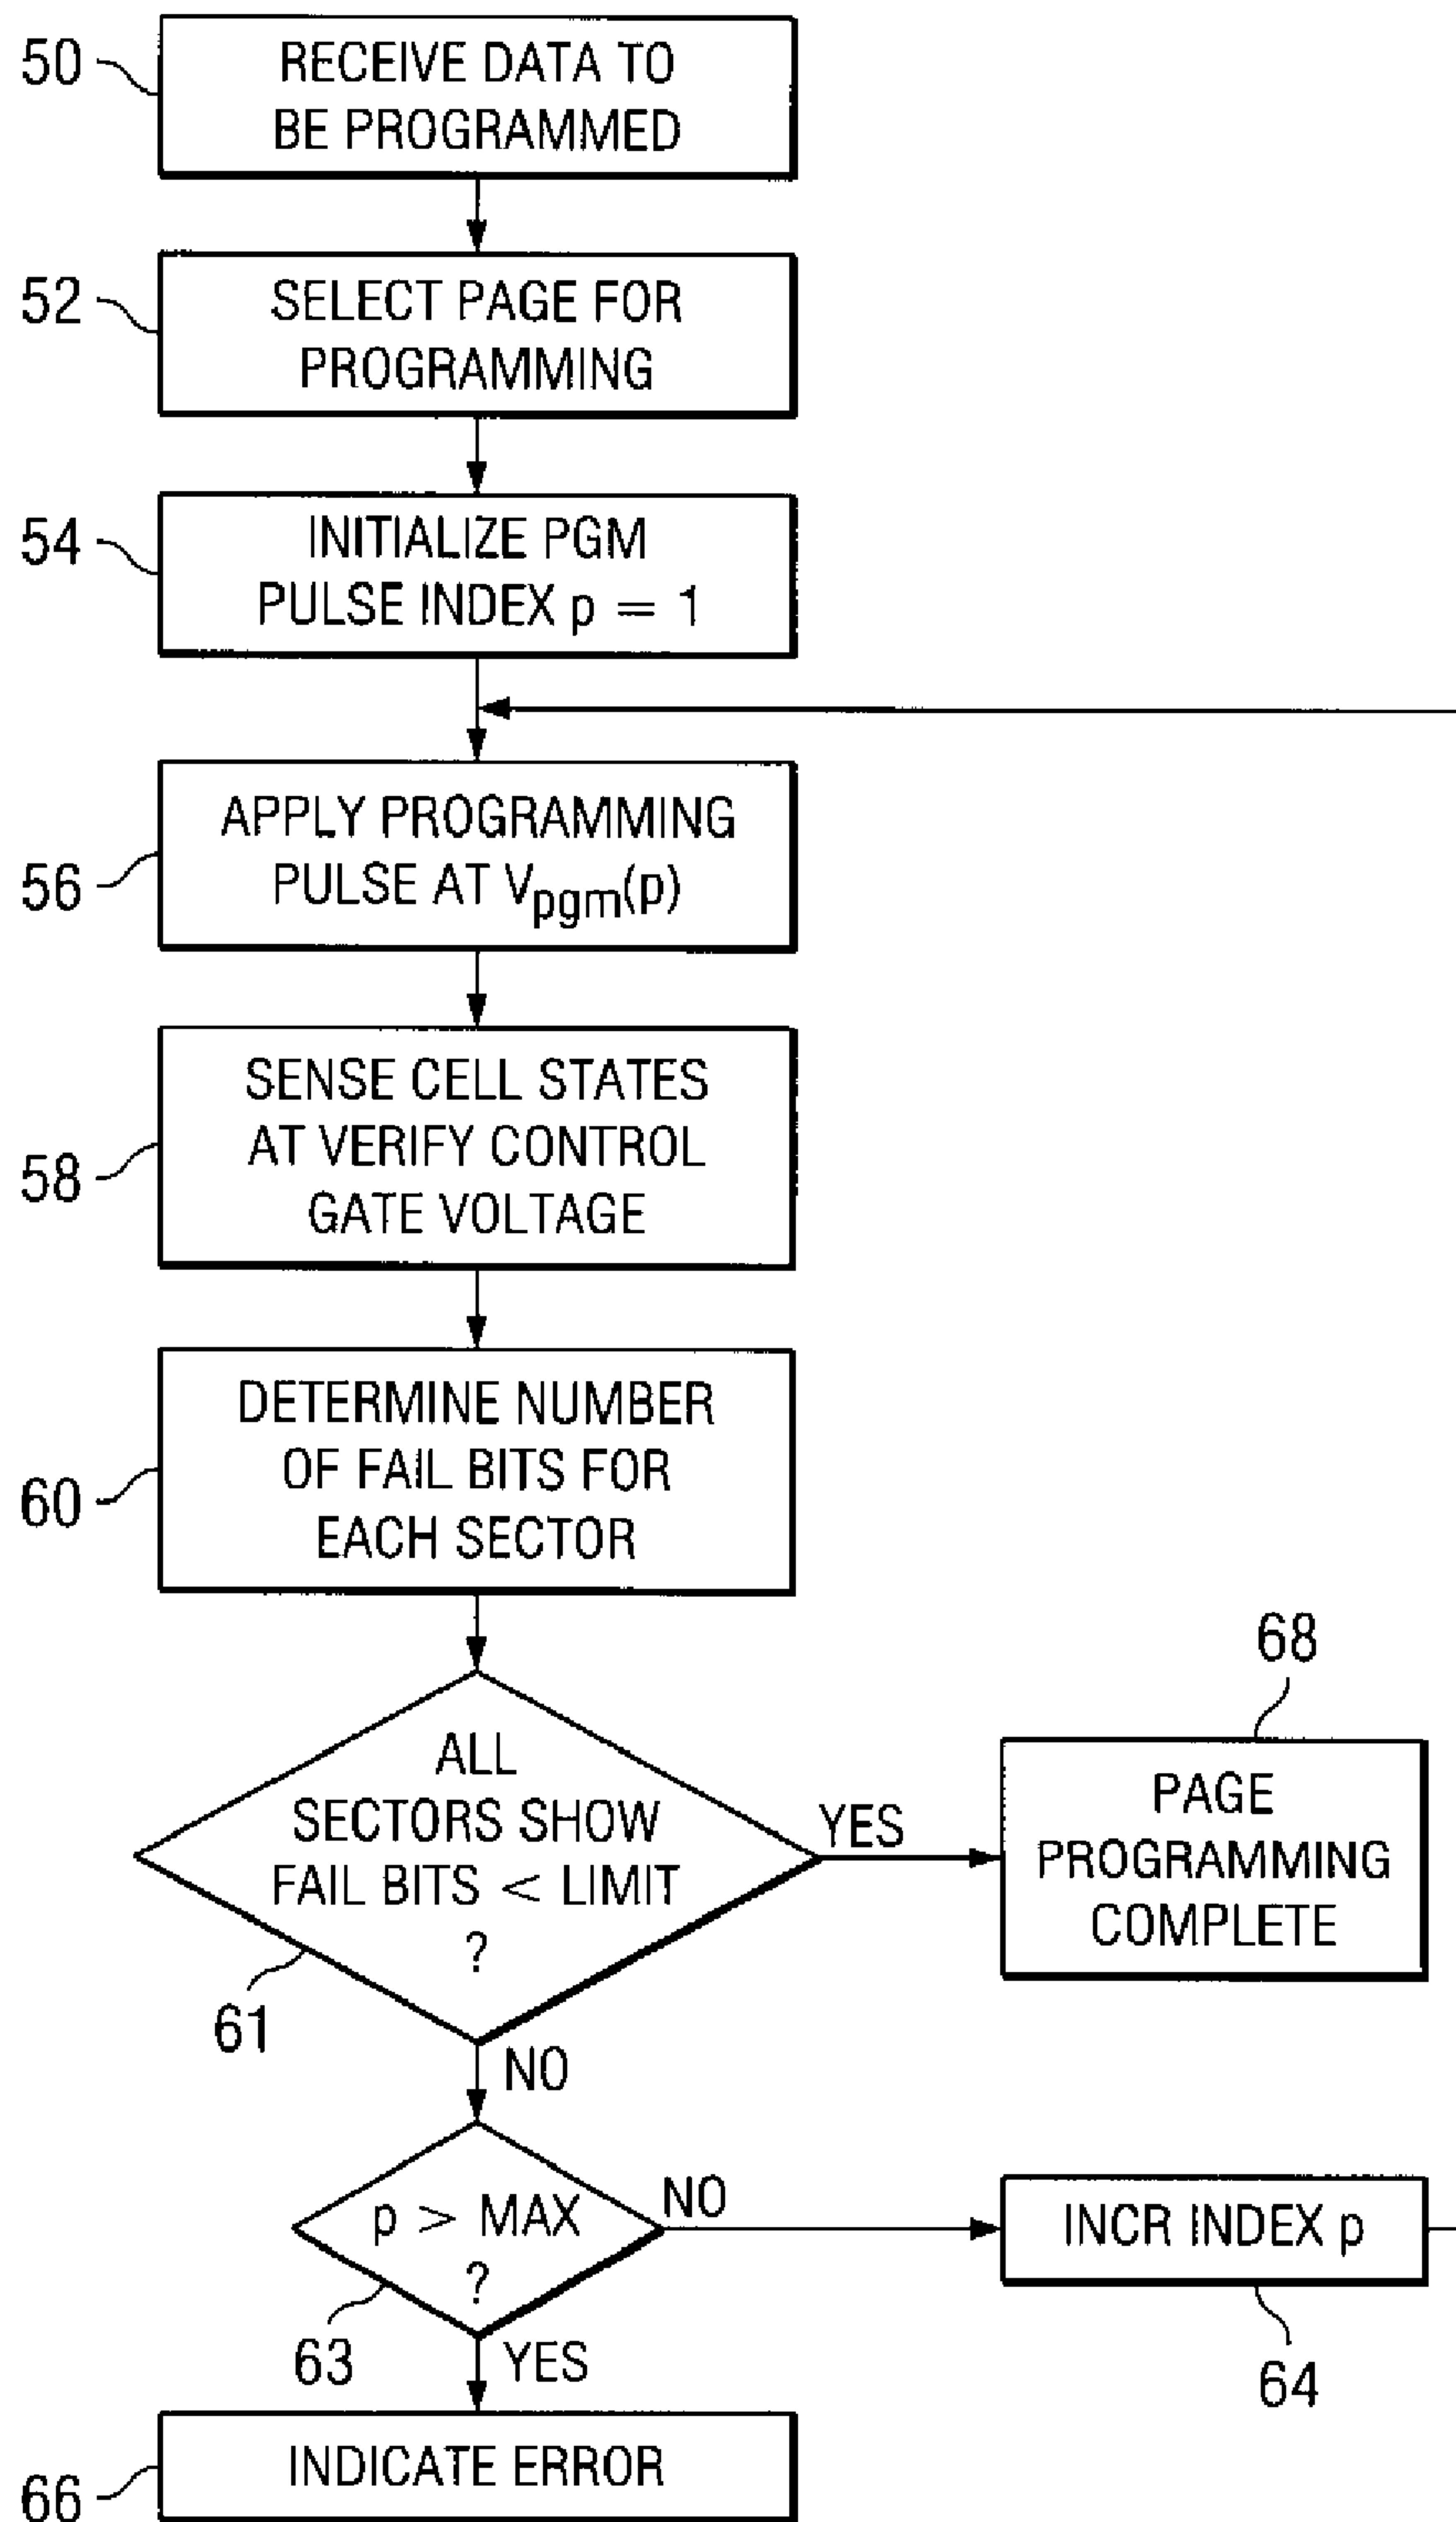 50
RECEIVE DATA TO
BE PROGRAMMED
52
SELECT PAGE FOR
PROGRAMMING
54
INITIALIZE PGM
PULSE INDEX p = 1
56
APPLY PROGRAMMING
PULSE AT Vpgm(p)
58
SENSE CELL STATES
AT VERIFY CONTROL
GATE VOLTAGE
60
DETERMINE NUMBER
OF FAIL BITS FOR
EACH SECTOR
61
ALL
SECTORS SHOW
FAIL BITS < LIMIT
?
YES
68
PAGE
PROGRAMMING
COMPLETE
NO
63
p > MAX
?
NO
INCR INDEX p
64
YES
66
INDICATE ERROR